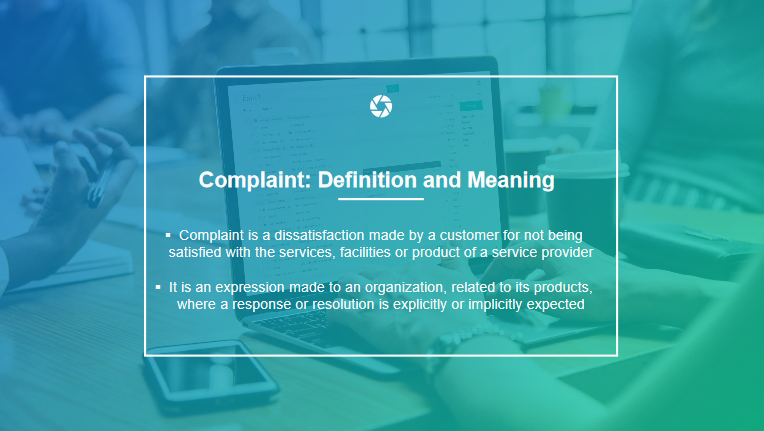 Complaint: Definition and Meaning
▪ Complaint is a dissatisfaction made by a customer for not being
satisfied with the services, facilities or product of a service provider
▪ It is an expression made to an organization, related to its products,
where a response or resolution is explicitly or implicitly expected